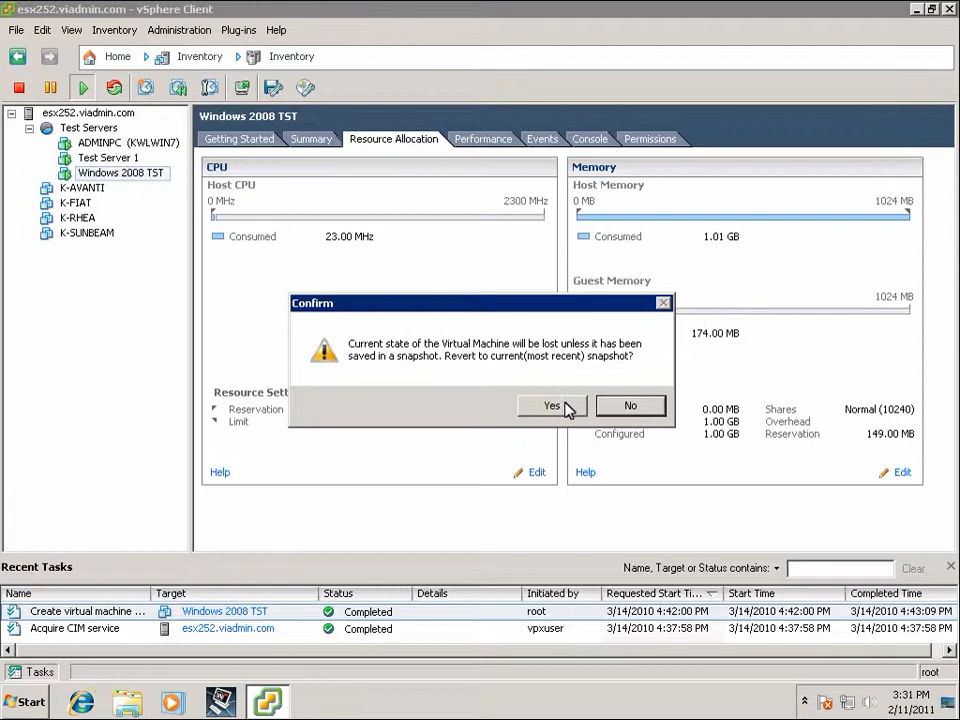 esx252.viadmin.com - vSphere Client
File Edit View Inventory Administration Plug-ins Help
Home Inventory Inventory
esx252.viadmin.com
Test Servers
ADMINPC (KWLWIN7)
Test Server 1
Windows 2008 TST
K-AVANTI
K-FIAT
K-RHEA
K-SUNBEAM
Windows 2008 TST
Getting Started Summary Resource Allocation Performance Events Console Permissions
CPU
Host CPU
0 MHz 2300 MHz
Consumed 23.00 MHz
Memory
Host Memory
0 MB 1024 MB
Consumed 1.01 GB
Guest Memory
1024 MB
174.00 MB
Confirm
Current state of the Virtual Machine will be lost unless it has been
saved in a snapshot. Revert to current(most recent) snapshot?
Yes No
Resource Sett
Reservation
Limit
Help Edit
0.00 MB Shares Normal (10240)
1.00 GB Overhead
Configured 1.00 GB Reservation 149.00 MB
Help Edit
Recent Tasks Name, Target or Status contains: Clear
Name Target Status Details Initiated by Requested Start Ti... Start Time Completed Time
Create virtual machine ... Windows 2008 TST Completed root 3/14/2010 4:42:00 PM 3/14/2010 4:42:00 PM 3/14/2010 4:43:09 PM
Acquire CIM service esx252.viadmin.com Completed vpxuser 3/14/2010 4:37:58 PM 3/14/2010 4:37:58 PM 3/14/2010 4:37:58 PM
Tasks root
Start
3:31 PM
2/11/2011